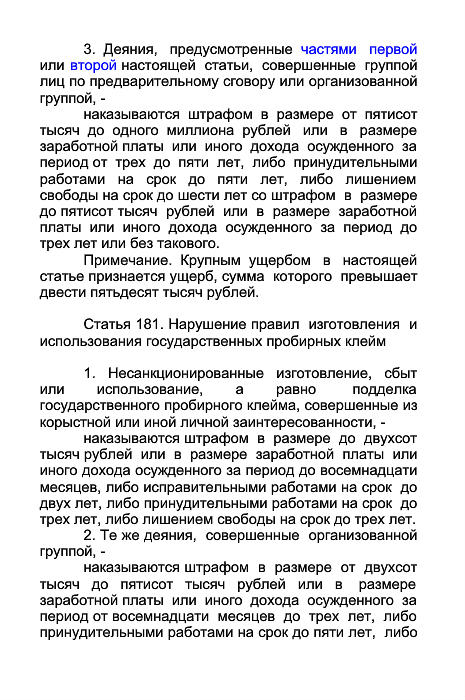 3. Деяния, предусмотренные частями первой
или второй настоящей статьи, совершенные группой
лиц по предварительному сговору или организованной
группой, -
наказываются штрафом в размере от пятисот
тысяч до одного миллиона рублей или в размере
заработной платы или иного дохода осужденного за
период от трех до пяти лет, либо принудительными
работами на срок до пяти лет, либо лишением
свободы на срок до шести лет со штрафом в размере
до пятисот тысяч рублей или в размере заработной
платы или иного дохода осужденного за период до
трех лет или без такового.
Примечание. Крупным ущербом в настоящей
статье признается ущерб, сумма которого превышает
двести пятьдесят тысяч рублей.
Статья 181. Нарушение правил изготовления и
использования государственных пробирных клейм
1. Несанкционированные изготовление, сбыт
или использование, а равно подделка
государственного пробирного клейма, совершенные из
корыстной или иной личной заинтересованности, -
наказываются штрафом в размере до двухсот
тысяч рублей или в размере заработной платы или
иного дохода осужденного за период до восемнадцати
месяцев, либо исправительными работами на срок до
двух лет, либо принудительными работами на срок до
трех лет, либо лишением свободы на срок до трех лет.
2. Те же деяния, совершенные организованной
группой, -
наказываются штрафом в размере от двухсот
тысяч до пятисот тысяч рублей или в размере
заработной платы или иного дохода осужденного за
период от восемнадцати месяцев до трех лет, либо
принудительными работами на срок до пяти лет, либо